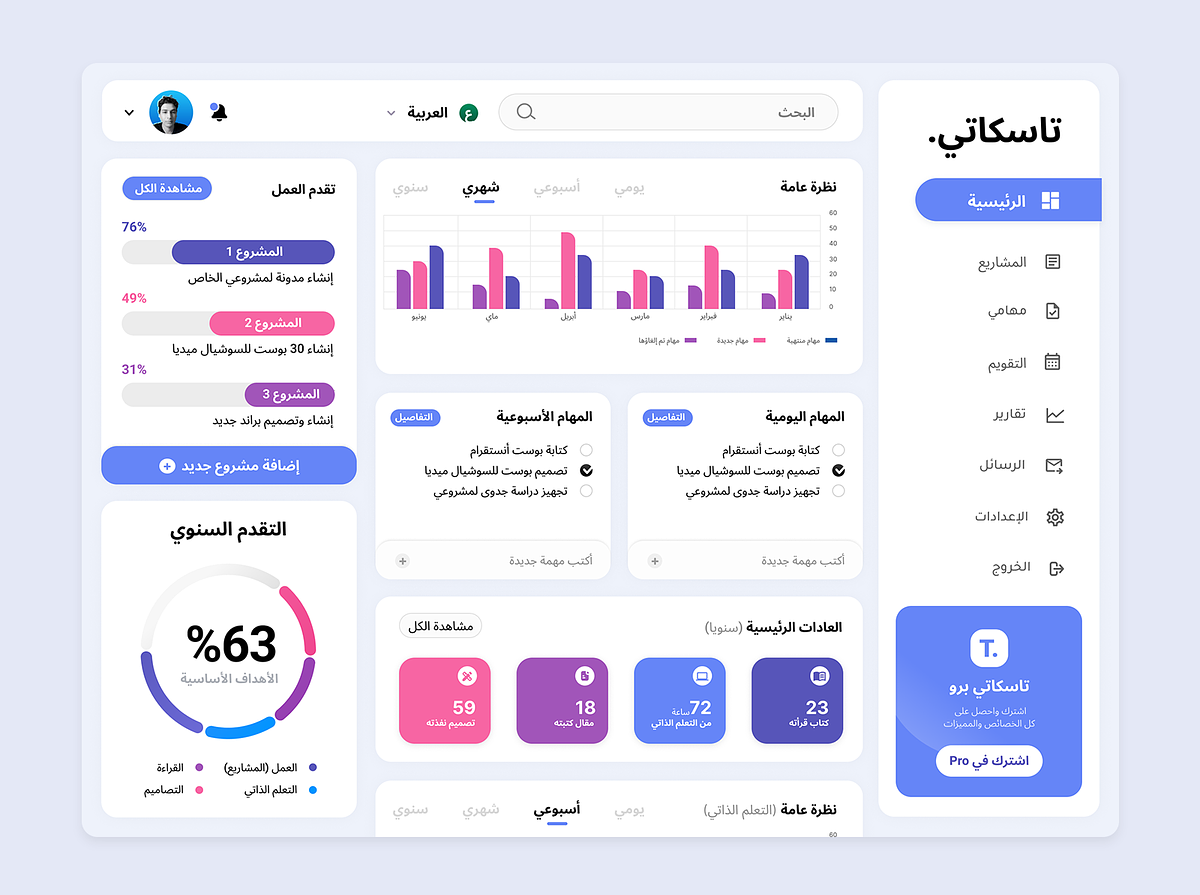 تاسكاتي.
الرئيسية
المشاريع
مهامي
التقويم
تقارير
الرسائل
الإعدادات
الخروج
T.
تاسكاتي برو
اشترك واحصل على
كل الخصائص والمميزات
اشترك في Pro
البحث
ع العربية
نظرة عامة
يومي أسبوعي شهري سنوي
60
50
40
30
20
10
0
يناير فبراير مارس أبريل ماي يونيو
مهام منتهية مهام جديدة مهام تم إلغاؤها
المهام اليومية
التفاصيل
كتابة بوست أنستقرام
تصميم بوست للسوشيال ميديا
تجهيز دراسة جدوى لمشروعي
أكتب مهمة جديدة
المهام الأسبوعية
التفاصيل
كتابة بوست أنستقرام
تصميم بوست للسوشيال ميديا
تجهيز دراسة جدوى لمشروعي
أكتب مهمة جديدة
العادات الرئيسية (سنويا)
مشاهدة الكل
23
كتاب قرأته
72 ساعة
من التعلم الذاتي
18
مقال كتبته
59
تصميم نفذته
نظرة عامة (التعلم الذاتي)
يومي أسبوعي شهري سنوي
60
تقدم العمل
مشاهدة الكل
76%
المشروع 1
إنشاء مدونة لمشروعي الخاص
49%
المشروع 2
إنشاء 30 بوست للسوشيال ميديا
31%
المشروع 3
إنشاء وتصميم براند جديد
إضافة مشروع جديد
التقدم السنوي
%63
الأهداف الأساسية
العمل (المشاريع) القراءة
التعلم الذاتي التصاميم